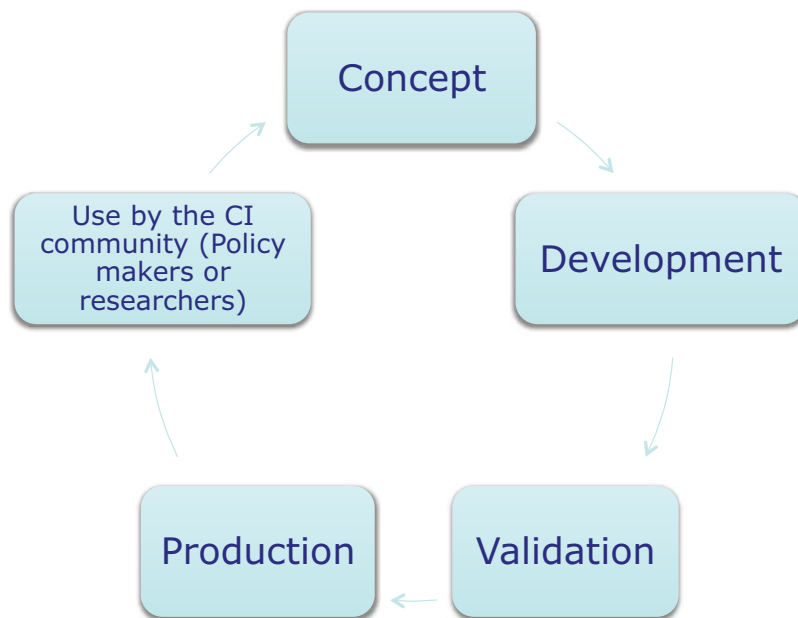 Concept
Development
Validation
Production
Use by the CI
community (Policy
makers or
researchers)